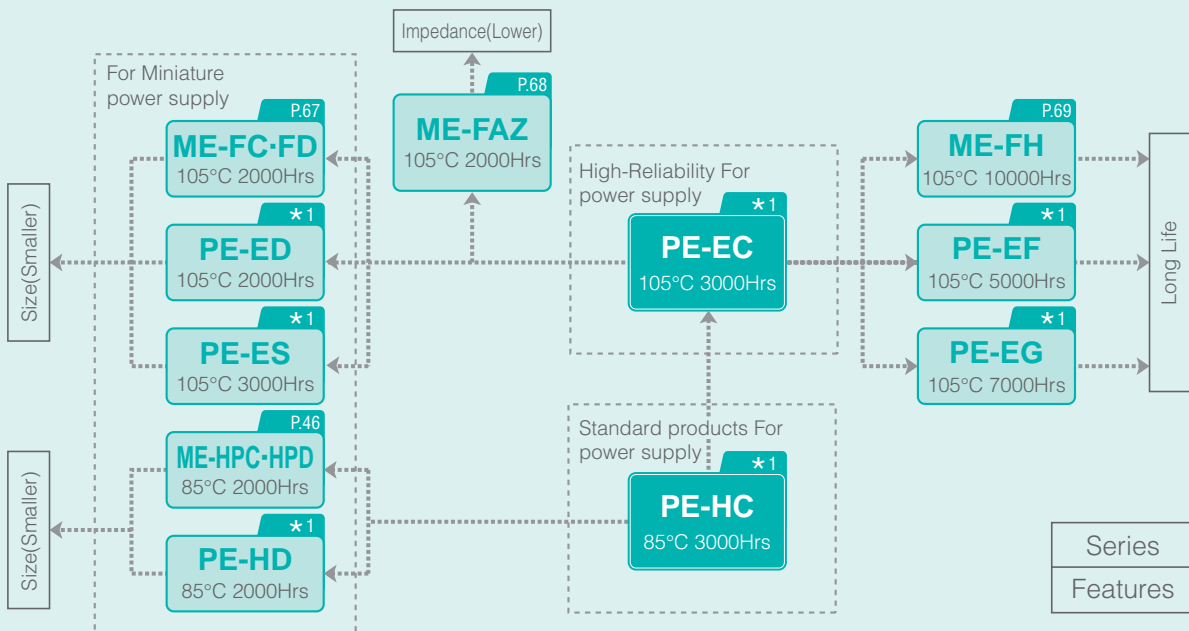 Impedance(Lower)
For Miniature
power supply
P.67
ME-FC·FD
105°C 2000Hrs
*1
PE-ED
105°C 2000Hrs
*1
PE-ES
105°C 3000Hrs
P.46
ME-HPC·HPD
85°C 2000Hrs
*1
PE-HD
85°C 2000Hrs
Size(Smaller)
Size(Smaller)
P.68
ME-FAZ
105°C 2000Hrs
High-Reliability For
power supply
*1
PE-EC
105°C 3000Hrs
Standard products For
power supply
*1
PE-HC
85°C 3000Hrs
P.69
ME-FH
105°C 10000Hrs
*1
PE-EF
105°C 5000Hrs
*1
PE-EG
105°C 7000Hrs
Long Life
Series
Features